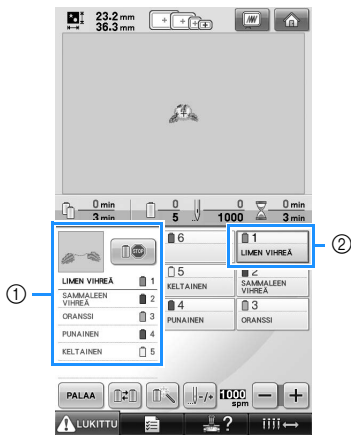 23.2 mm
36.3 mm
0 min
3 min
0
5
0
1000
0 min
3 min
STOP
LIMEN VIHREÄ 1
SAMMALEEN VIHREÄ 2
ORANSSI 3
PUNAINEN 4
KELTAINEN 5
6
1
LIMEN VIHREÄ
5
KELTAINEN
2
SAMMALEEN
VIHREÄ
4
PUNAINEN
3
ORANSSI
①
②
PALAA
-/+
1000
spm
−
+
LUKITTU
?